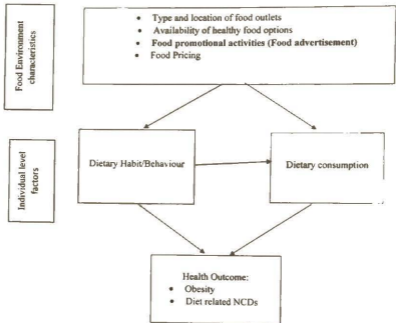 Food Environment
characteristics
• Type and location of food outlets
• Availability of healthy food options
• Food promotional activities (Food advertisement)
• Food Pricing
Individual level
factors
Dietary Habit/Behaviour
Dietary consumption
Health Outcome:
• Obesity
• Diet related NCDs